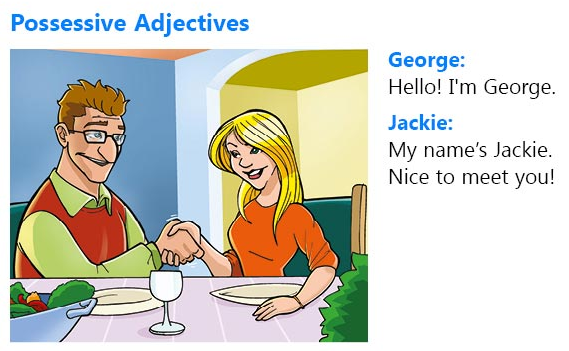 Possessive Adjectives
George:
Hello! I'm George.
Jackie:
My name’s Jackie.
Nice to meet you!